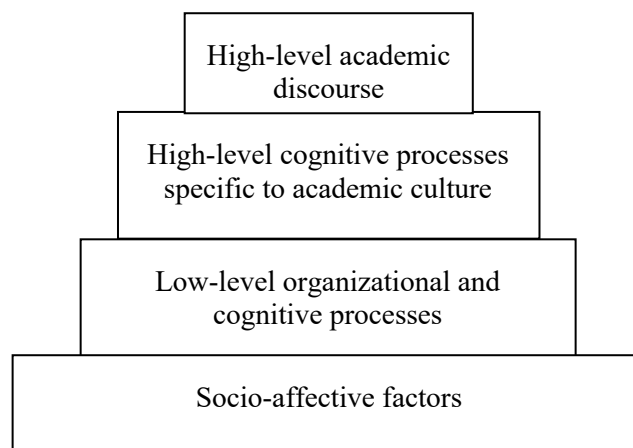 High-level academic
discourse
High-level cognitive processes
specific to academic culture
Low-level organizational and
cognitive processes
Socio-affective factors